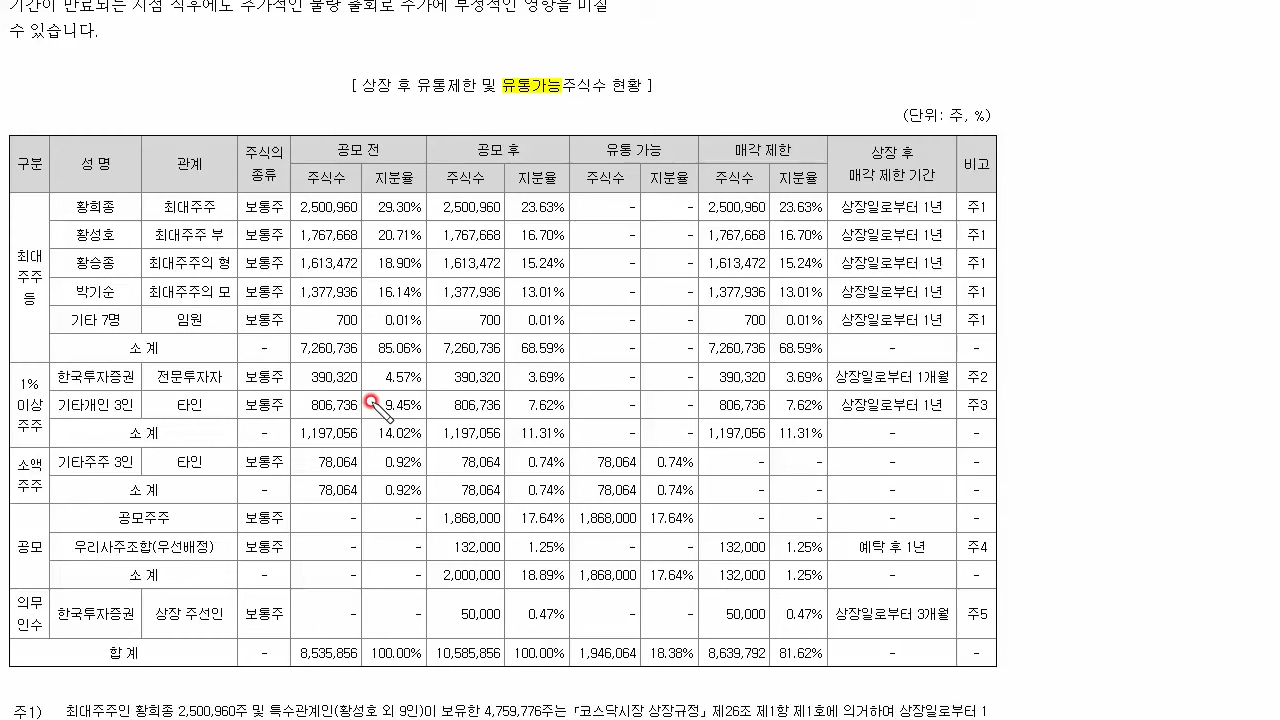 기간이 만료되는 시점 직후에도 추가적인 물량 출회로 주가에 부정적인 영향을 미칠
수 있습니다.
[ 상장 후 유통제한 및 유통가능주식수 현황 ]
(단위: 주, %)
구분 성 명 관계 주식의 종류 공모 전 공모 후 유통 가능 매각 제한 상장 후 매각 제한 기간 비고
주식수 지분율 주식수 지분율 주식수 지분율 주식수 지분율
최대 주주 등 황희종 최대주주 보통주 2,500,960 29.30% 2,500,960 23.63% - - 2,500,960 23.63% 상장일로부터 1년 주1
황성호 최대주주 부 보통주 1,767,668 20.71% 1,767,668 16.70% - - 1,767,668 16.70% 상장일로부터 1년 주1
황승종 최대주주의 형 보통주 1,613,472 18.90% 1,613,472 15.24% - - 1,613,472 15.24% 상장일로부터 1년 주1
박기순 최대주주의 모 보통주 1,377,936 16.14% 1,377,936 13.01% - - 1,377,936 13.01% 상장일로부터 1년 주1
기타 7명 임원 보통주 700 0.01% 700 0.01% - - 700 0.01% 상장일로부터 1년 주1
소 계 - 7,260,736 85.06% 7,260,736 68.59% - - 7,260,736 68.59% - -
1% 이상 주주 한국투자증권 전문투자자 보통주 390,320 4.57% 390,320 3.69% - - 390,320 3.69% 상장일로부터 1개월 주2
기타개인 3인 타인 보통주 806,736 9.45% 806,736 7.62% - - 806,736 7.62% 상장일로부터 1년 주3
소 계 - 1,197,056 14.02% 1,197,056 11.31% - - 1,197,056 11.31% - -
소액 주주 기타주주 3인 타인 보통주 78,064 0.92% 78,064 0.74% 78,064 0.74% - - - -
소 계 - 78,064 0.92% 78,064 0.74% 78,064 0.74% - - - -
공모 공모주주 보통주 - - 1,868,000 17.64% 1,868,000 17.64% - - - -
우리사주조합(우선배정) 보통주 - - 132,000 1.25% - - 132,000 1.25% 예탁 후 1년 주4
소 계 - - - 2,000,000 18.89% 1,868,000 17.64% 132,000 1.25% - -
의무 인수 한국투자증권 상장 주선인 보통주 - - 50,000 0.47% - - 50,000 0.47% 상장일로부터 3개월 주5
합 계 - 8,535,856 100.00% 10,585,856 100.00% 1,946,064 18.38% 8,639,792 81.62% - -
주1) 최대주주인 황희종 2,500,960주 및 특수관계인(황성호 외 9인)이 보유한 4,759,776주는 「코스닥시장 상장규정」 제26조 제1항 제1호에 의거하여 상장일로부터 1